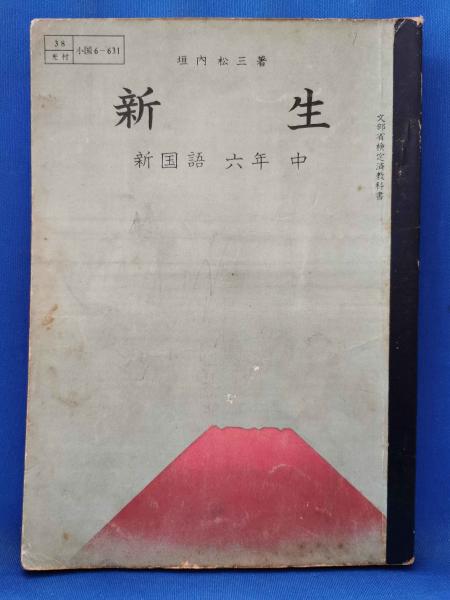 38
光村
小国6-631
垣内松三著
新生
新国語 六年 中
文部省検定済教科書